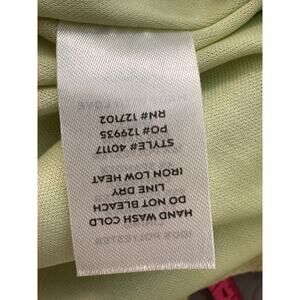 HAND WASH COLD
DO NOT BLEACH
LINE DRY
IRON LOW HEAT
STYLE# 40117
PO# 129935
RN# 127102